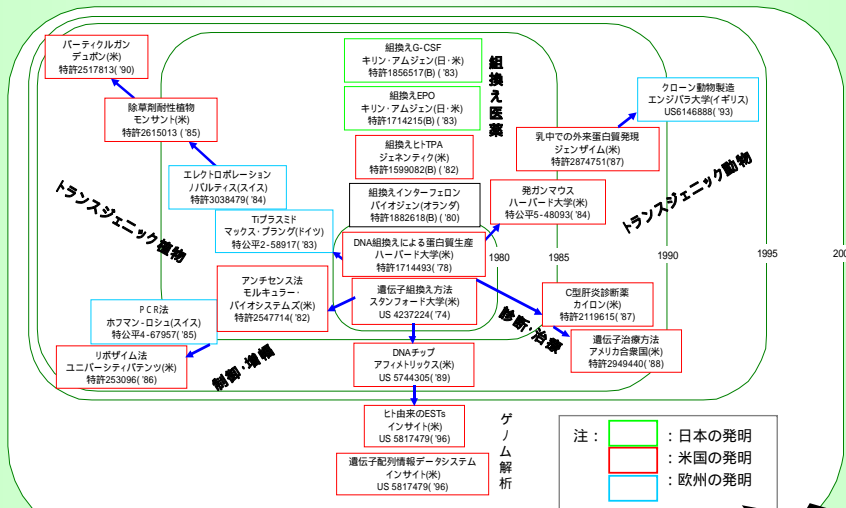 パーティクルガン
デュポン(米)
特許2517813('90)
除草剤耐性植物
モンサント(米)
特許2615013 ('85)
エレクトロポレーション
ノバルティス(スイス)
特許3038479('84)
Tiプラスミド
マックス・プラング(ドイツ)
特公平2-58917('83)
トランスジェニック植物
組換えG-CSF
キリン・アムジェン(日・米)
特許1856517(B) ('83)
組換えEPO
キリン・アムジェン(日・米)
特許1714215(B) ('83)
組換えヒトTPA
ジェネンティク(米)
特許1599082(B) ('82)
組換えインターフェロン
バイオジェン(オランダ)
特許1882618(B) ('80)
組換え医薬
DNA組換えによる蛋白質生産
ハーバード大学(米)
特許1714493('78)
遺伝子組換え方法
スタンフォード大学(米)
US 4237224('74)
クローン動物製造
エンジバラ大学(イギリス)
US6146888('93)
乳中での外来蛋白質発現
ジェンザイム(米)
特許2874751('87)
発ガンマウス
ハーバード大学(米)
特公平5-48093('84)
トランスジェニック動物
1980
1985
1990
1995
200
アンチセンス法
モルキュラー・
バイオシステムズ(米)
特許2547714('82)
PCR法
ホフマン-ロシュ(スイス)
特公平4-67957('85)
リボザイム法
ユニバーシティパテンツ(米)
特許253096('86)
制御・増幅
C型肝炎診断薬
カイロン(米)
特許2119615('87)
遺伝子治療方法
アメリカ合衆国(米)
特許2949440('88)
診断・治療
DNAチップ
アフィメトリックス(米)
US 5744305('89)
ヒト由来のESTs
インサイト(米)
US 5817479('96)
遺伝子配列情報データシステム
インサイト(米)
US 5817479('96)
ゲノム解析
注：
：日本の発明
：米国の発明
：欧州の発明